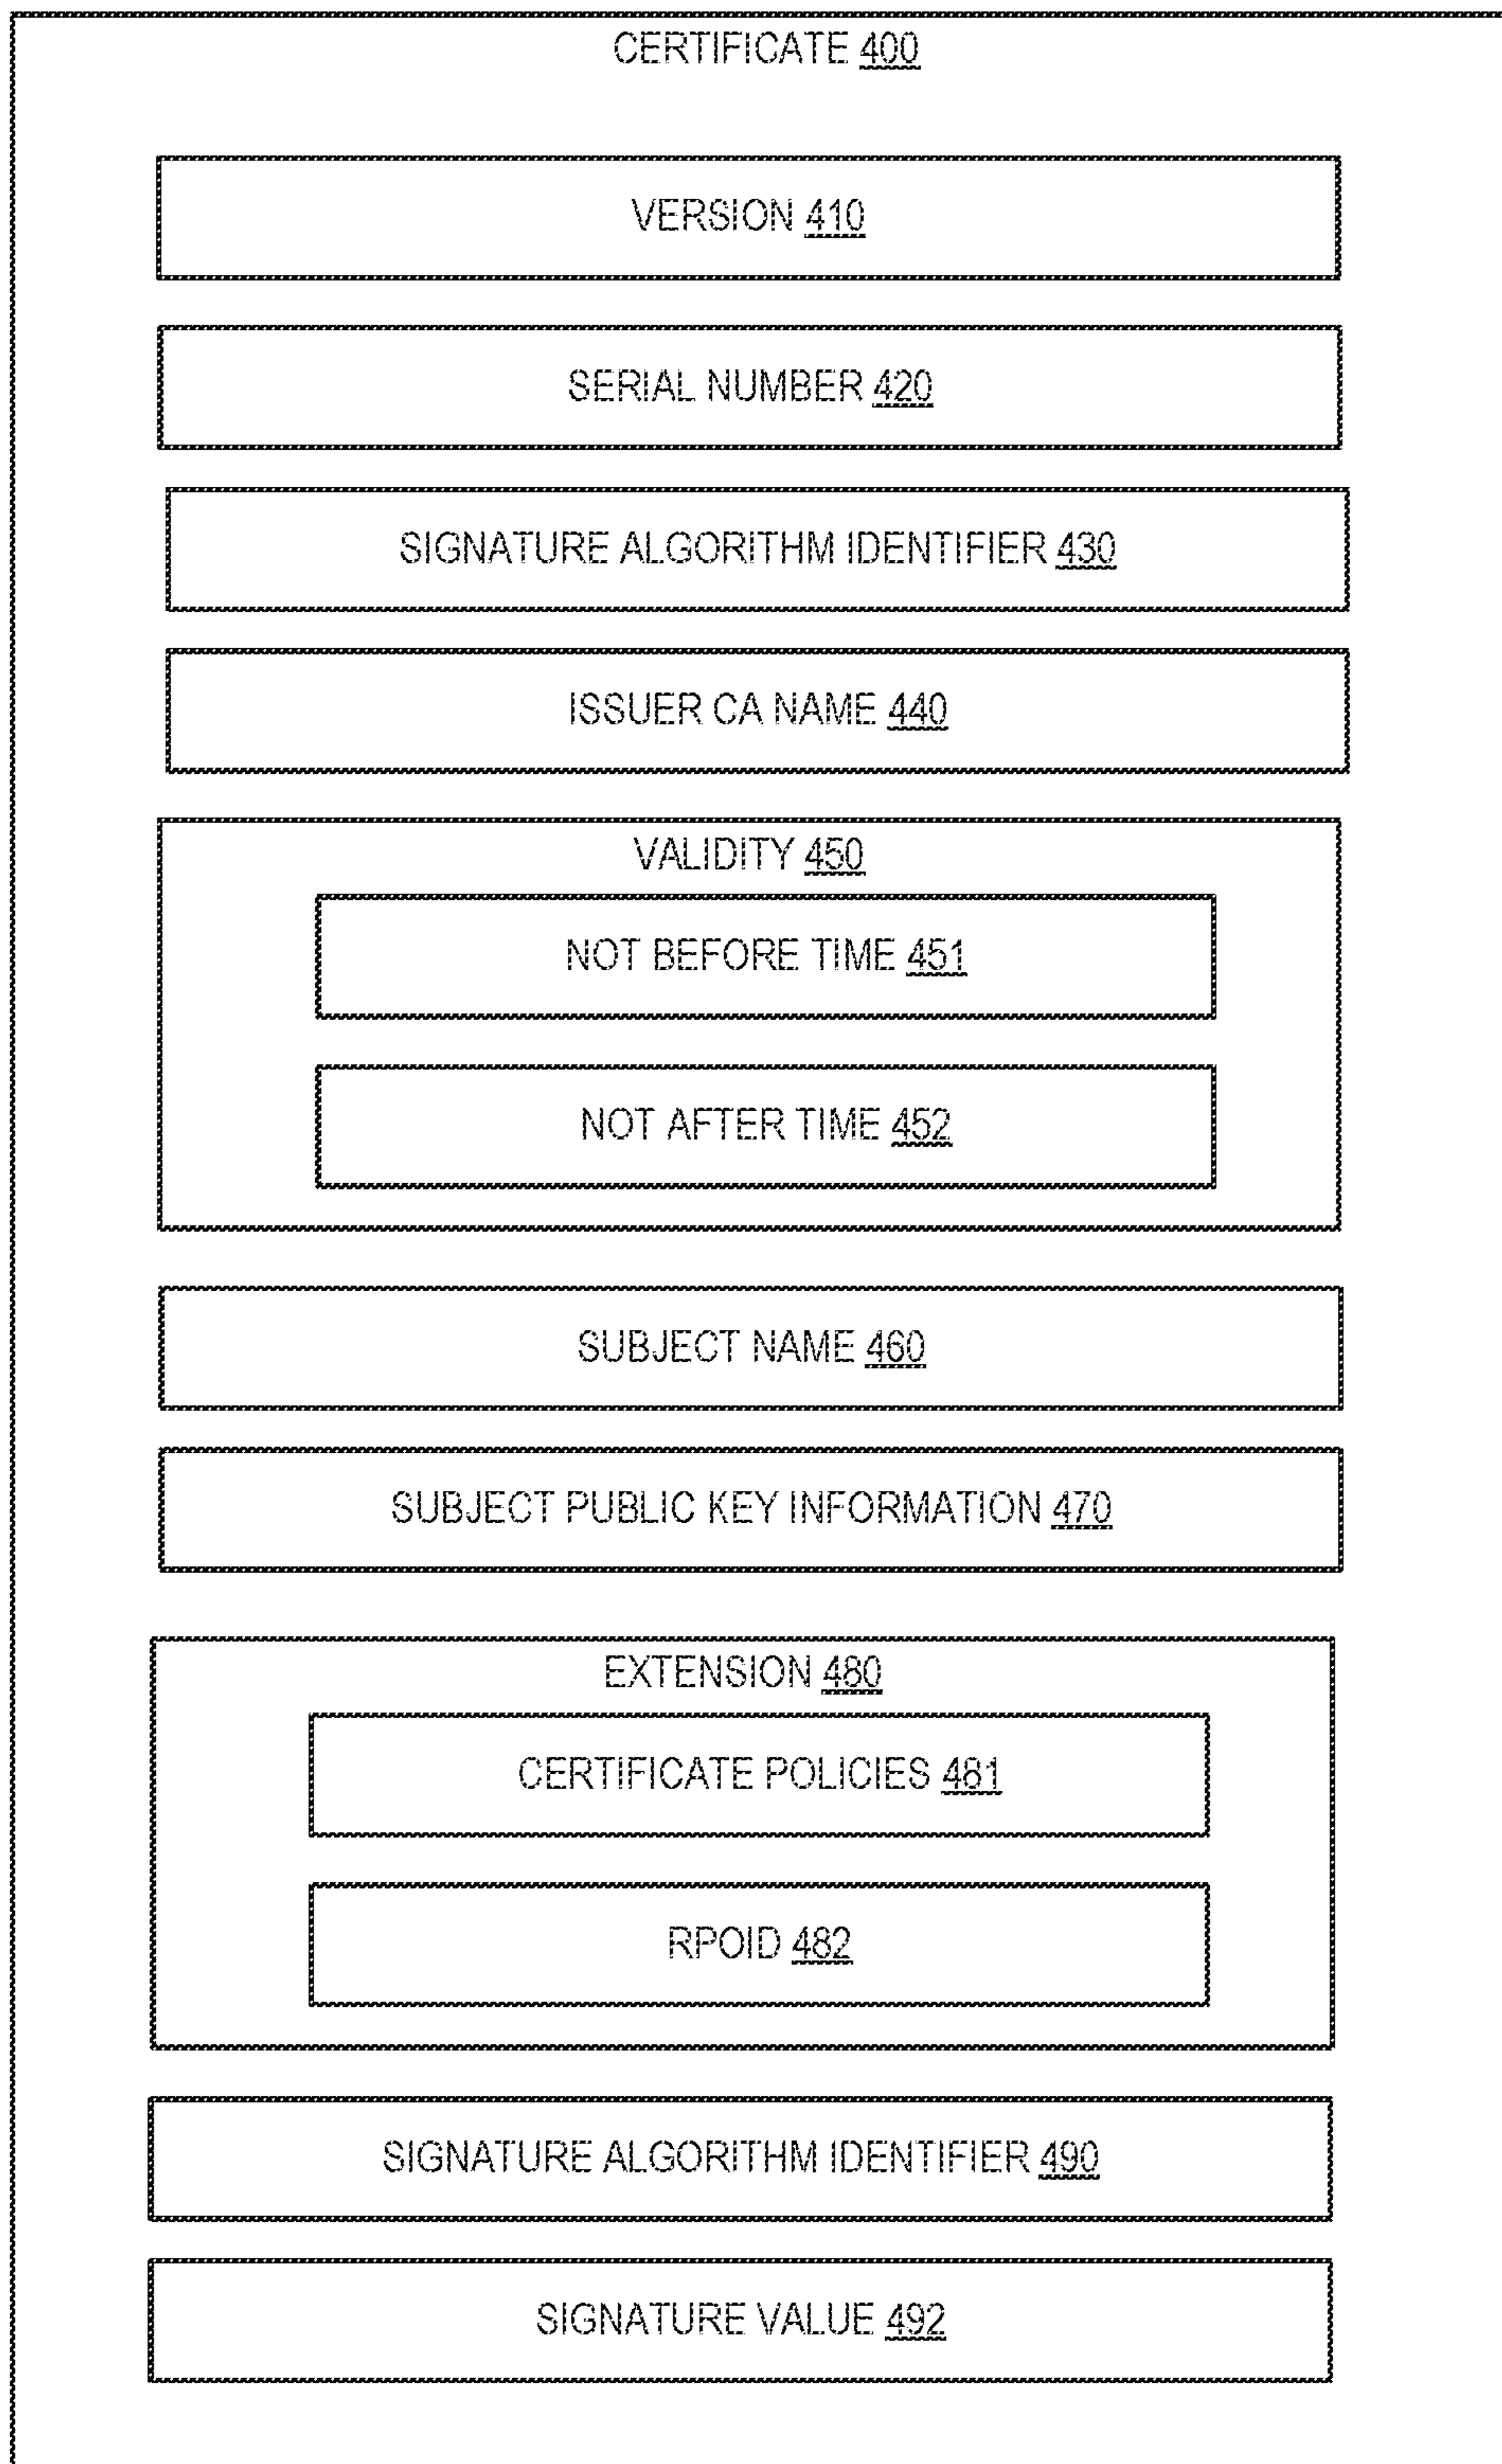 CERTIFICATE 400
VERSION 410
SERIAL NUMBER 420
SIGNATURE ALGORITHM IDENTIFIER 430
ISSUER CA NAME 440
VALIDITY 450
NOT BEFORE TIME 451
NOT AFTER TIME 452
SUBJECT NAME 460
SUBJECT PUBLIC KEY INFORMATION 470
EXTENSION 480
CERTIFICATE POLICIES 481
RPOID 482
SIGNATURE ALGORITHM IDENTIFIER 490
SIGNATURE VALUE 492